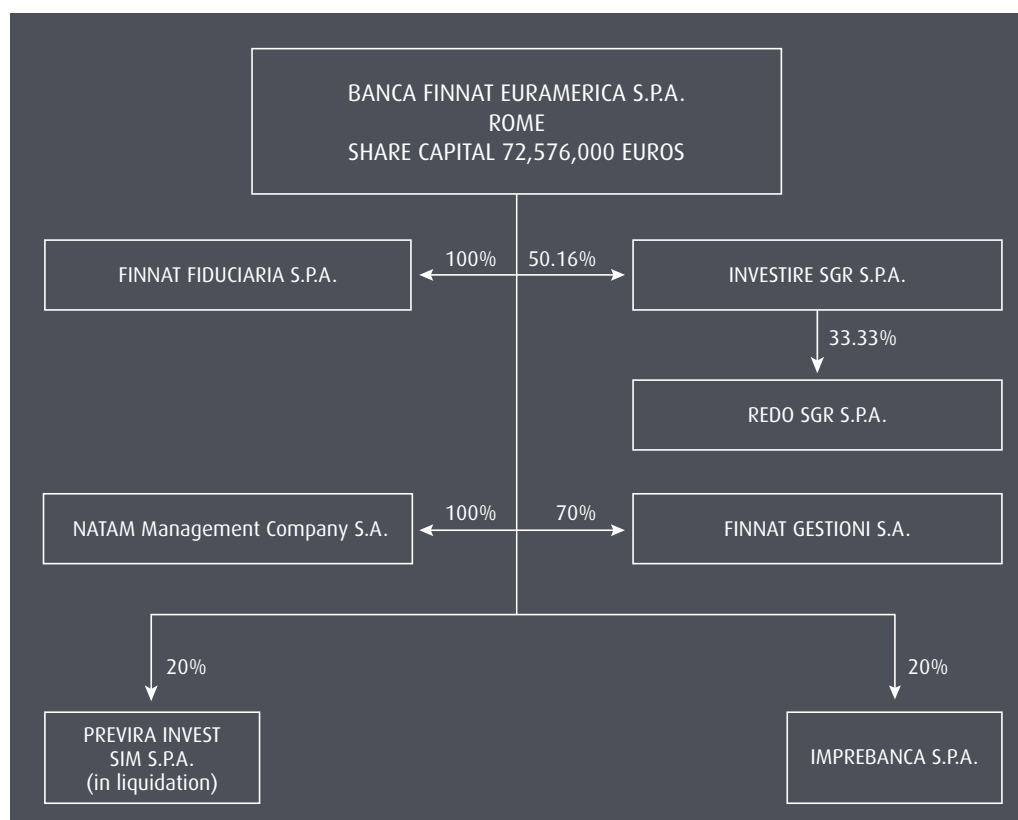 BANCA FINNAT EURAMERICA S.P.A.
ROME
SHARE CAPITAL 72,576,000 EUROS
FINNAT FIDUCIARIA S.P.A.
100%
50.16%
INVESTIRE SGR S.P.A.
33.33%
REDO SGR S.P.A.
NATAM Management Company S.A.
100%
70%
FINNAT GESTIONI S.A.
20%
20%
PREVIRA INVEST
SIM S.P.A.
(in liquidation)
IMPREBANCA S.P.A.